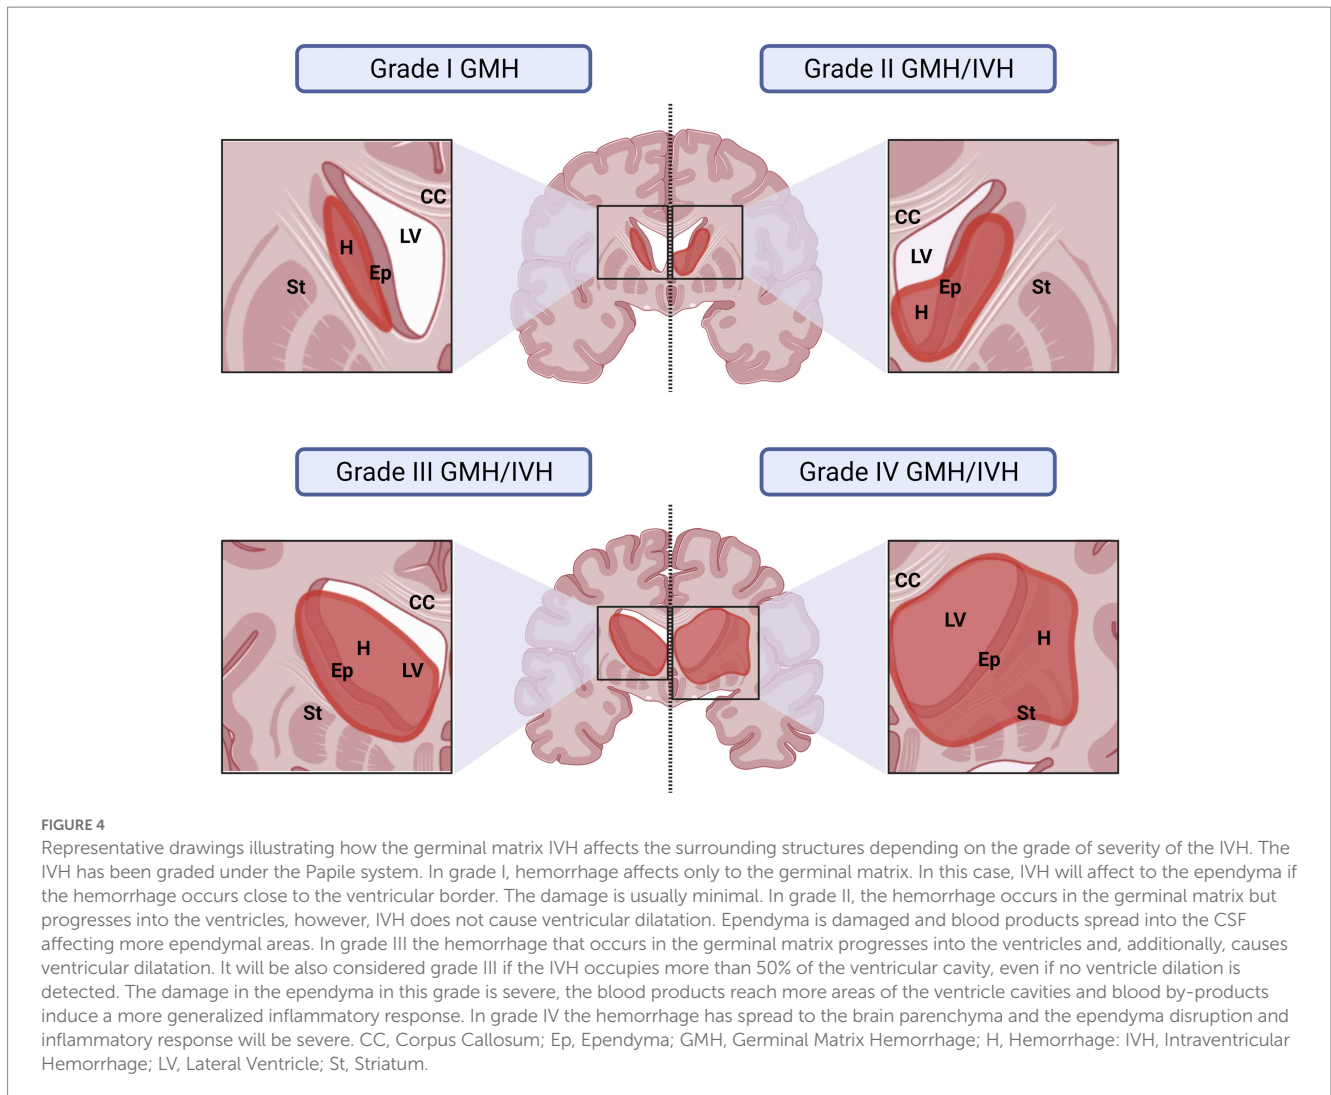 Grade I GMH
Grade II GMH/IVH
CC
LV
H
Ep
St
CC
LV
Ep
St
H
Grade III GMH/IVH
Grade IV GMH/IVH
CC
H
Ep
LV
St
CC
LV
H
Ep
St
FIGURE 4
Representative drawings illustrating how the germinal matrix IVH affects the surrounding structures depending on the grade of severity of the IVH. The
IVH has been graded under the Papile system. In grade I, hemorrhage affects only to the germinal matrix. In this case, IVH will affect to the ependyma if
the hemorrhage occurs close to the ventricular border. The damage is usually minimal. In grade II, the hemorrhage occurs in the germinal matrix but
progresses into the ventricles, however, IVH does not cause ventricular dilatation. Ependyma is damaged and blood products spread into the CSF
affecting more ependymal areas. In grade III the hemorrhage that occurs in the germinal matrix progresses into the ventricles and, additionally, causes
ventricular dilatation. It will be also considered grade III if the IVH occupies more than 50% of the ventricular cavity, even if no ventricle dilation is
detected. The damage in the ependyma in this grade is severe, the blood products reach more areas of the ventricle cavities and blood by-products
induce a more generalized inflammatory response. In grade IV the hemorrhage has spread to the brain parenchyma and the ependyma disruption and
inflammatory response will be severe. CC, Corpus Callosum; Ep, Ependyma; GMH, Germinal Matrix Hemorrhage; H, Hemorrhage: IVH, Intraventricular
Hemorrhage; LV, Lateral Ventricle; St, Striatum.